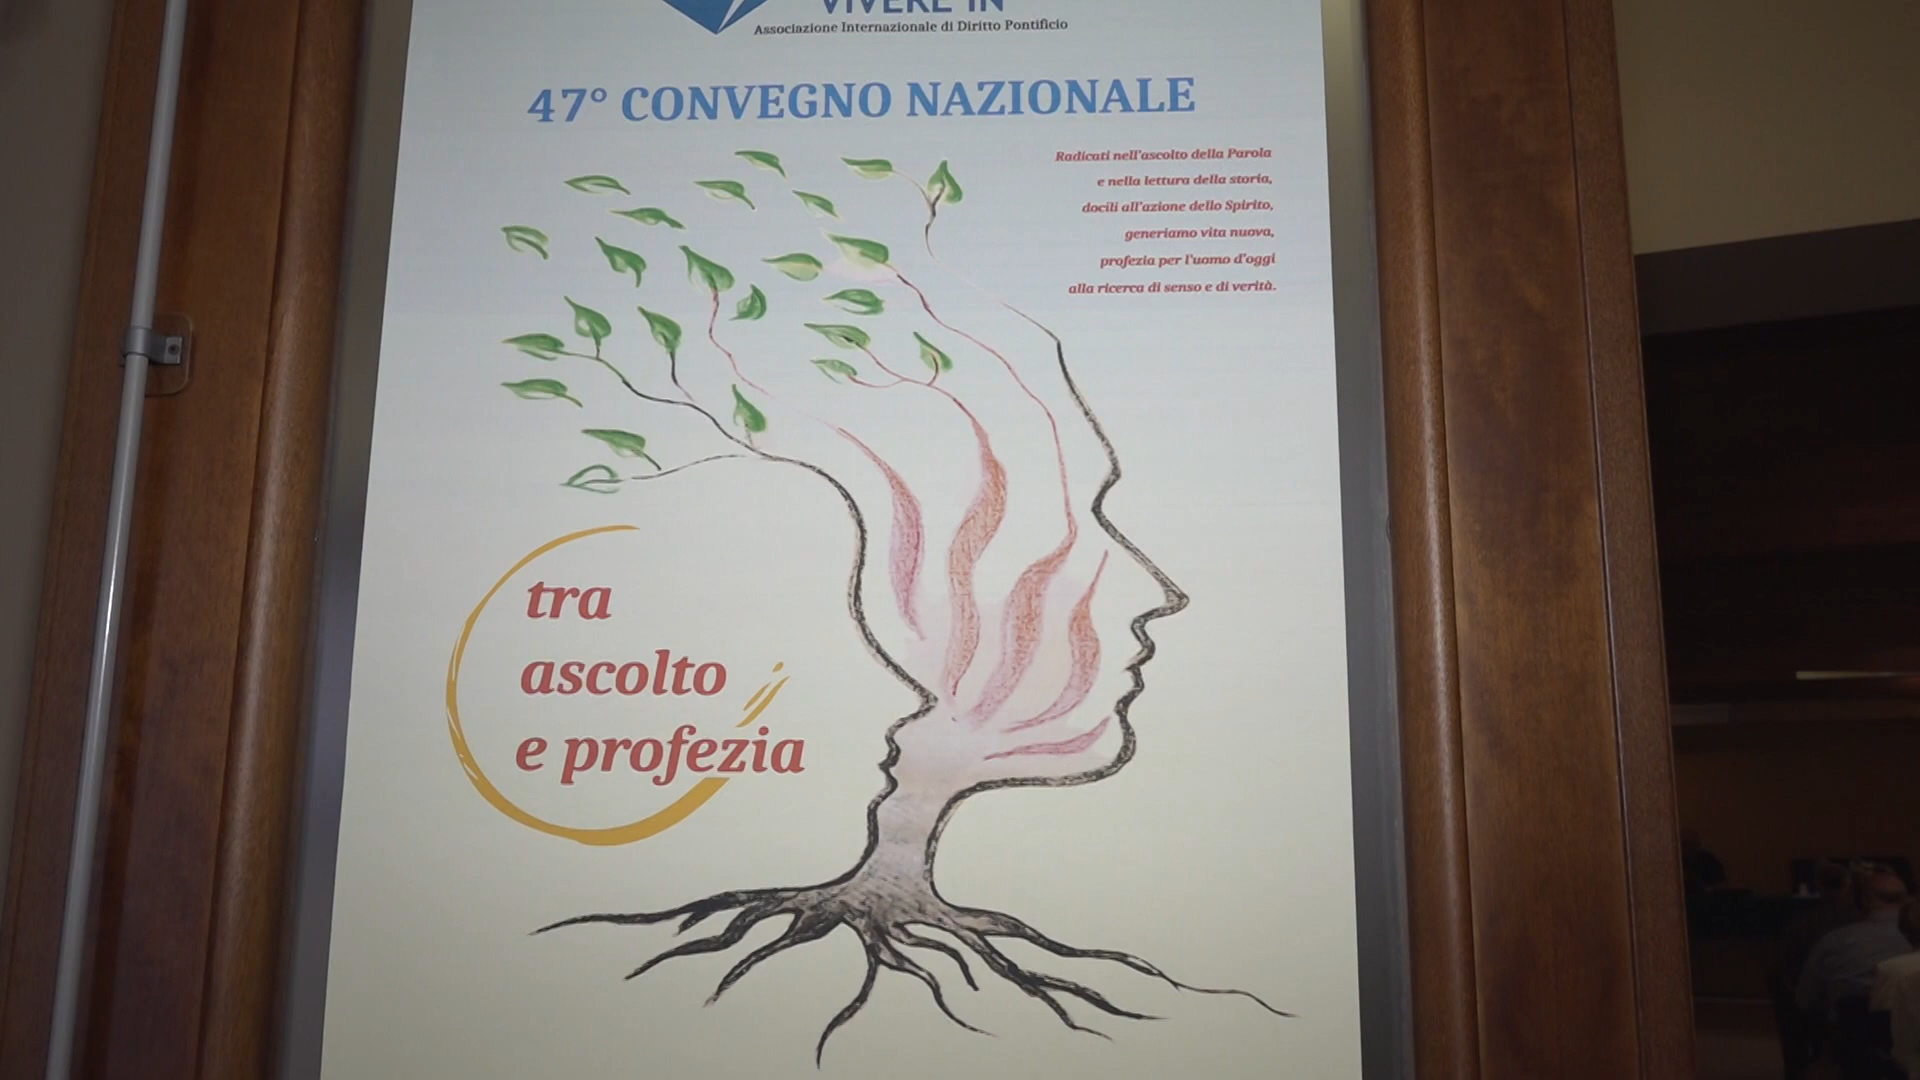 VIVERE IN
Associazione Internazionale di Diritto Pontificio
47° CONVEGNO NAZIONALE
Radicati nell'ascolto della Parola
e nella lettura della storia,
docili all'azione dello Spirito,
generiamo vita nuova,
profezia per l'uomo d'oggi
alla ricerca di senso e di verità.
tra
ascolto
e profezia